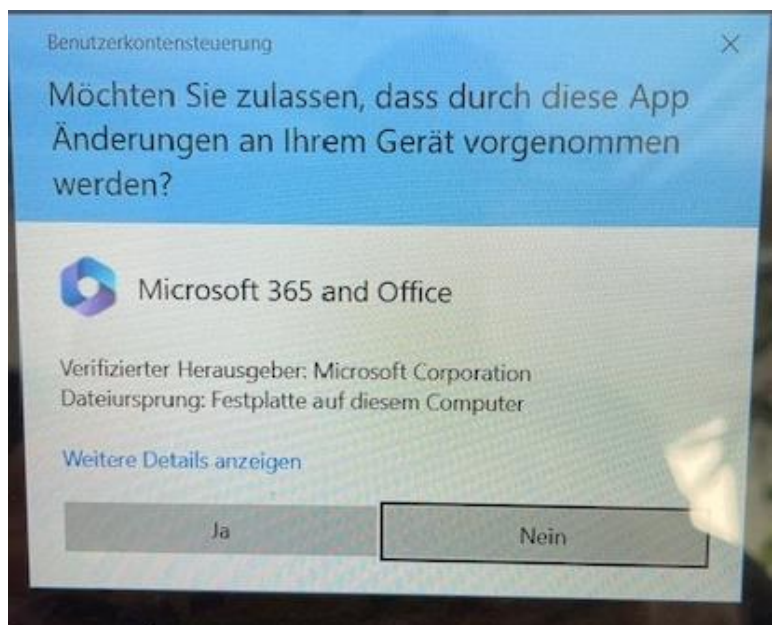 Benutzerkontensteuerung
Möchten Sie zulassen, dass durch diese App
Änderungen an Ihrem Gerät vorgenommen
werden?
Microsoft 365 and Office
Verifizierter Herausgeber: Microsoft Corporation
Dateiursprung: Festplatte auf diesem Computer
Weitere Details anzeigen
Ja
Nein